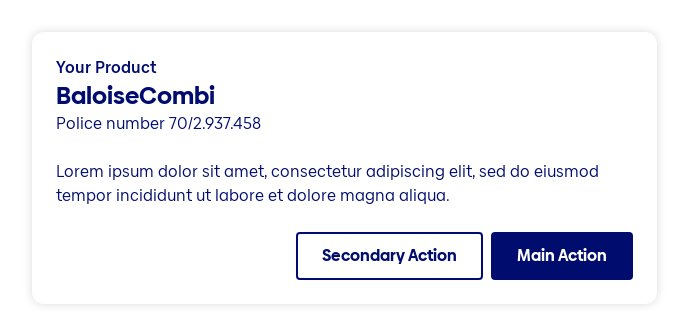 Your Product
BaloiseCombi
Police number 70/2.937.458
Lorem ipsum dolor sit amet, consectetur adipiscing elit, sed do eiusmod
tempor incididunt ut labore et dolore magna aliqua.
Secondary Action
Main Action